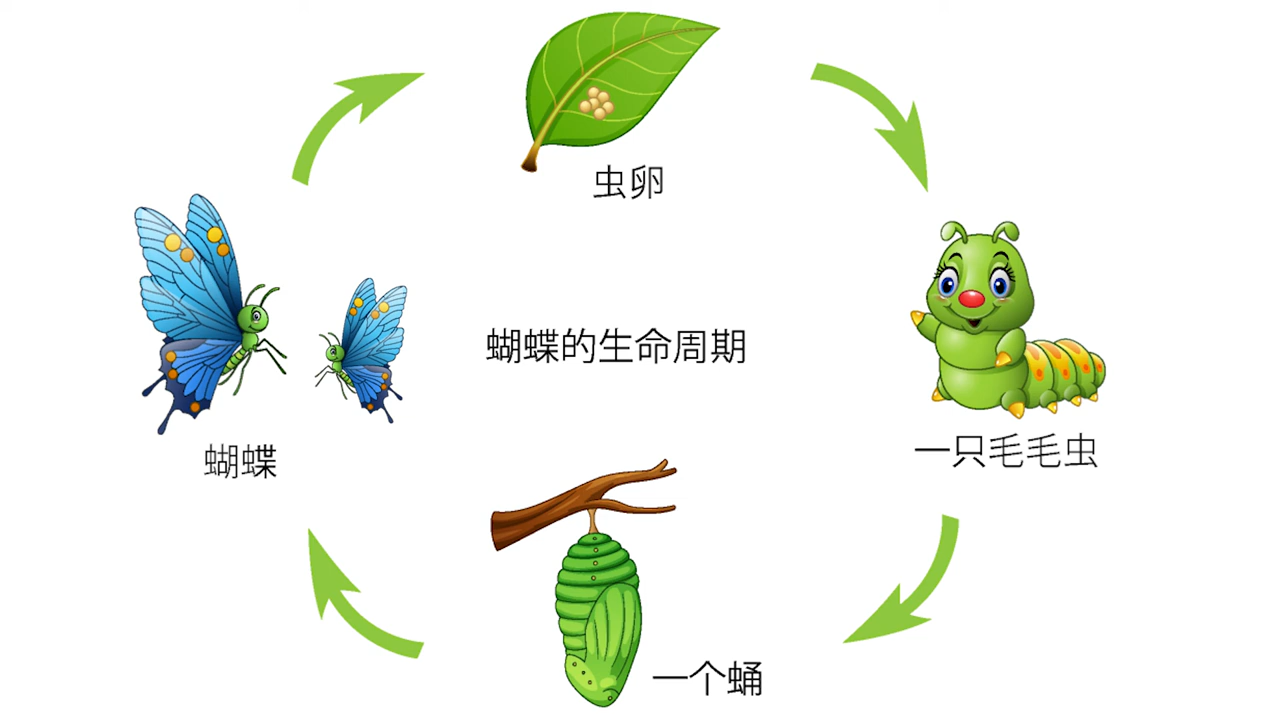 虫卵
蝴蝶的生命周期
一只毛毛虫
蝴蝶
一个蛹